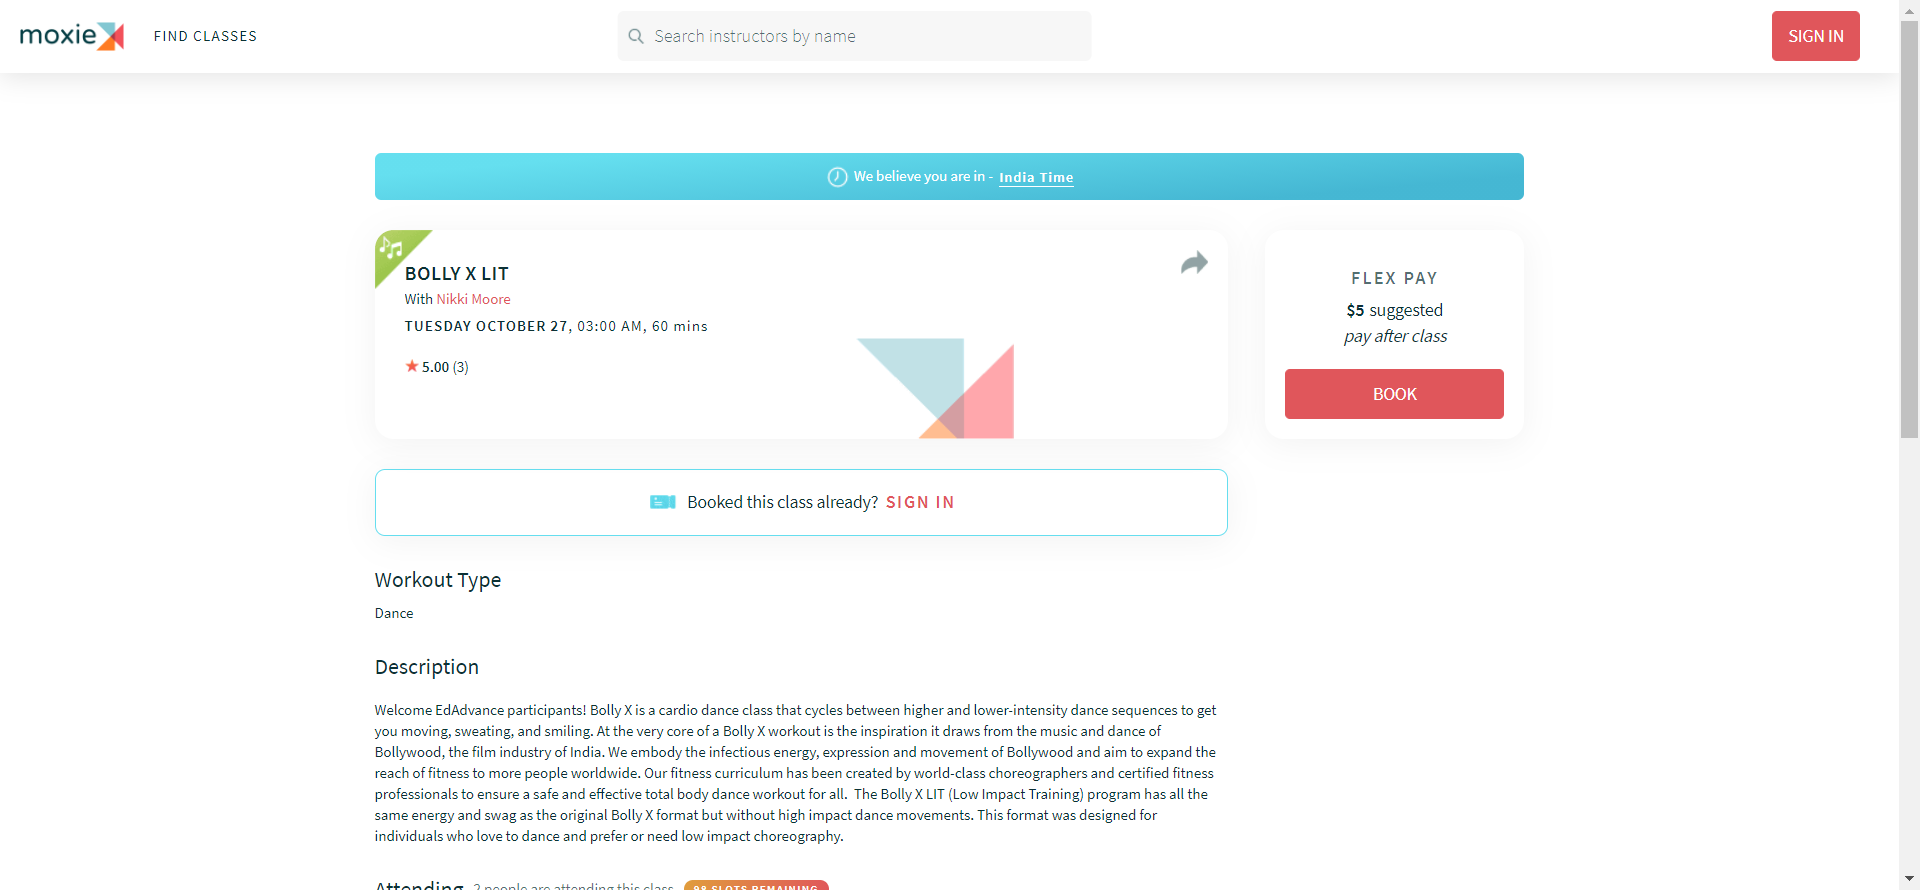 moxie
FIND CLASSES
Search instructors by name
SIGN IN
We believe you are in - India Time
BOLLY X LIT
With Nikki Moore
TUESDAY OCTOBER 27, 03:00 AM, 60 mins
5.00 (3)
FLEX PAY
$5 suggested
pay after class
BOOK
Booked this class already? SIGN IN
Workout Type
Dance
Description
Welcome EdAdvance participants! Bolly X is a cardio dance class that cycles between higher and lower-intensity dance sequences to get
you moving, sweating, and smiling. At the very core of a Bolly X workout is the inspiration it draws from the music and dance of
Bollywood, the film industry of India. We embody the infectious energy, expression and movement of Bollywood and aim to expand the
reach of fitness to more people worldwide. Our fitness curriculum has been created by world-class choreographers and certified fitness
professionals to ensure a safe and effective total body dance workout for all.  The Bolly X LIT (Low Impact Training) program has all the
same energy and swag as the original Bolly X format but without high impact dance movements. This format was designed for
individuals who love to dance and prefer or need low impact choreography.
Attending 2 people are attending this class 98 SLOTS REMAINING